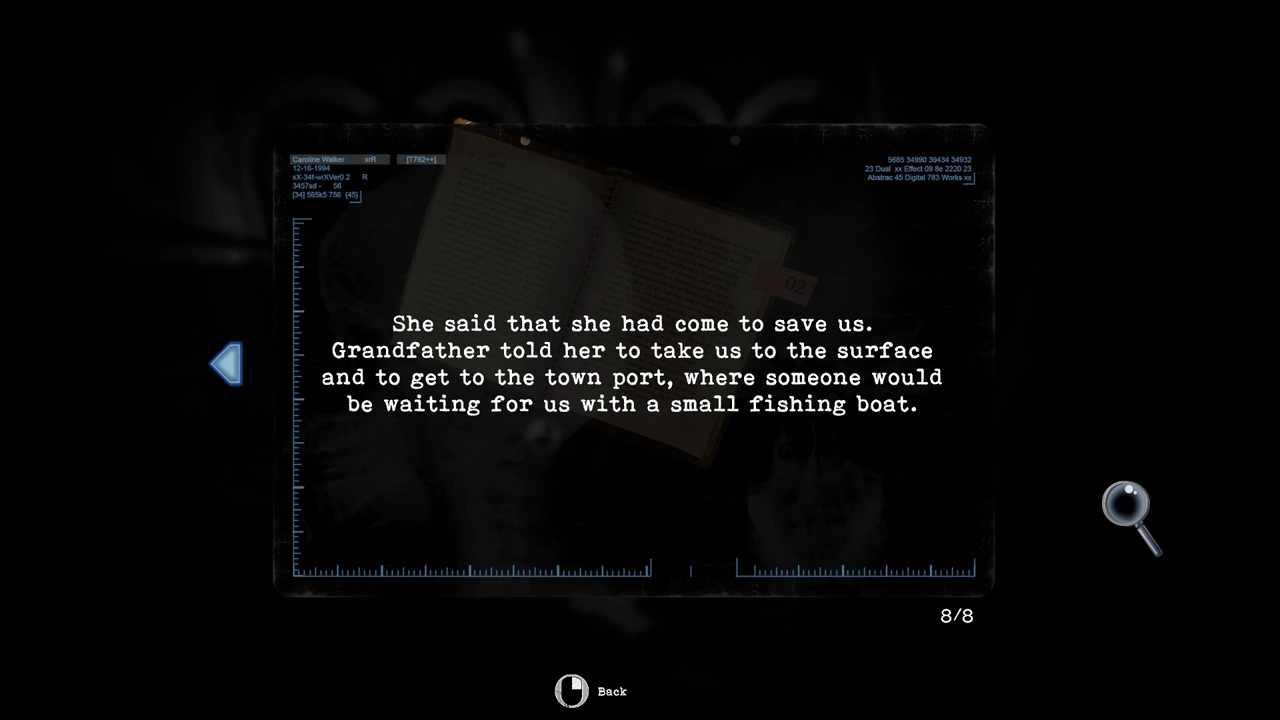 Caroline Walker xrR [T782++]
12-16-1994
xX-34f-wrXVer0.2 R
3457sd - 56
[34] 565k5 756 (45)
5685 34990 39434 34932
23 Dual xx Effect 09 8e 2220 23
Abstrac 45 Digital 783 Works xx
02
She said that she had come to save us.
Grandfather told her to take us to the surface
and to get to the town port, where someone would
be waiting for us with a small fishing boat.
8/8
Back